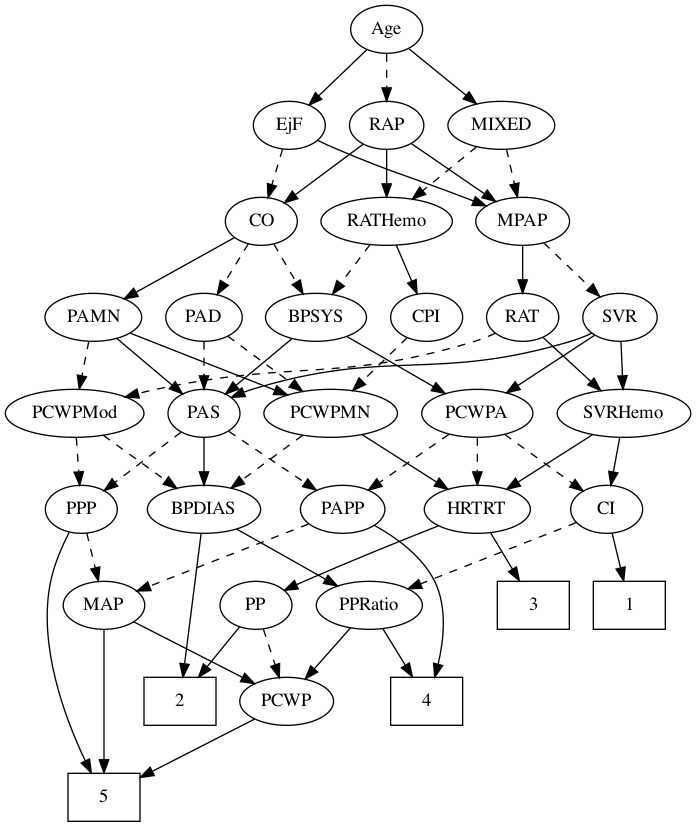 Age
EjF RAP MIXED
CO RATHemo MPAP
PAMN PAD BPSYS CPI RAT SVR
PCWPMod PAS PCWPMN PCWPA SVRHemo
PPP BPDIAS PAPP HRTRT CI
MAP PP PPRatio 3 1
2 PCWP 4
5